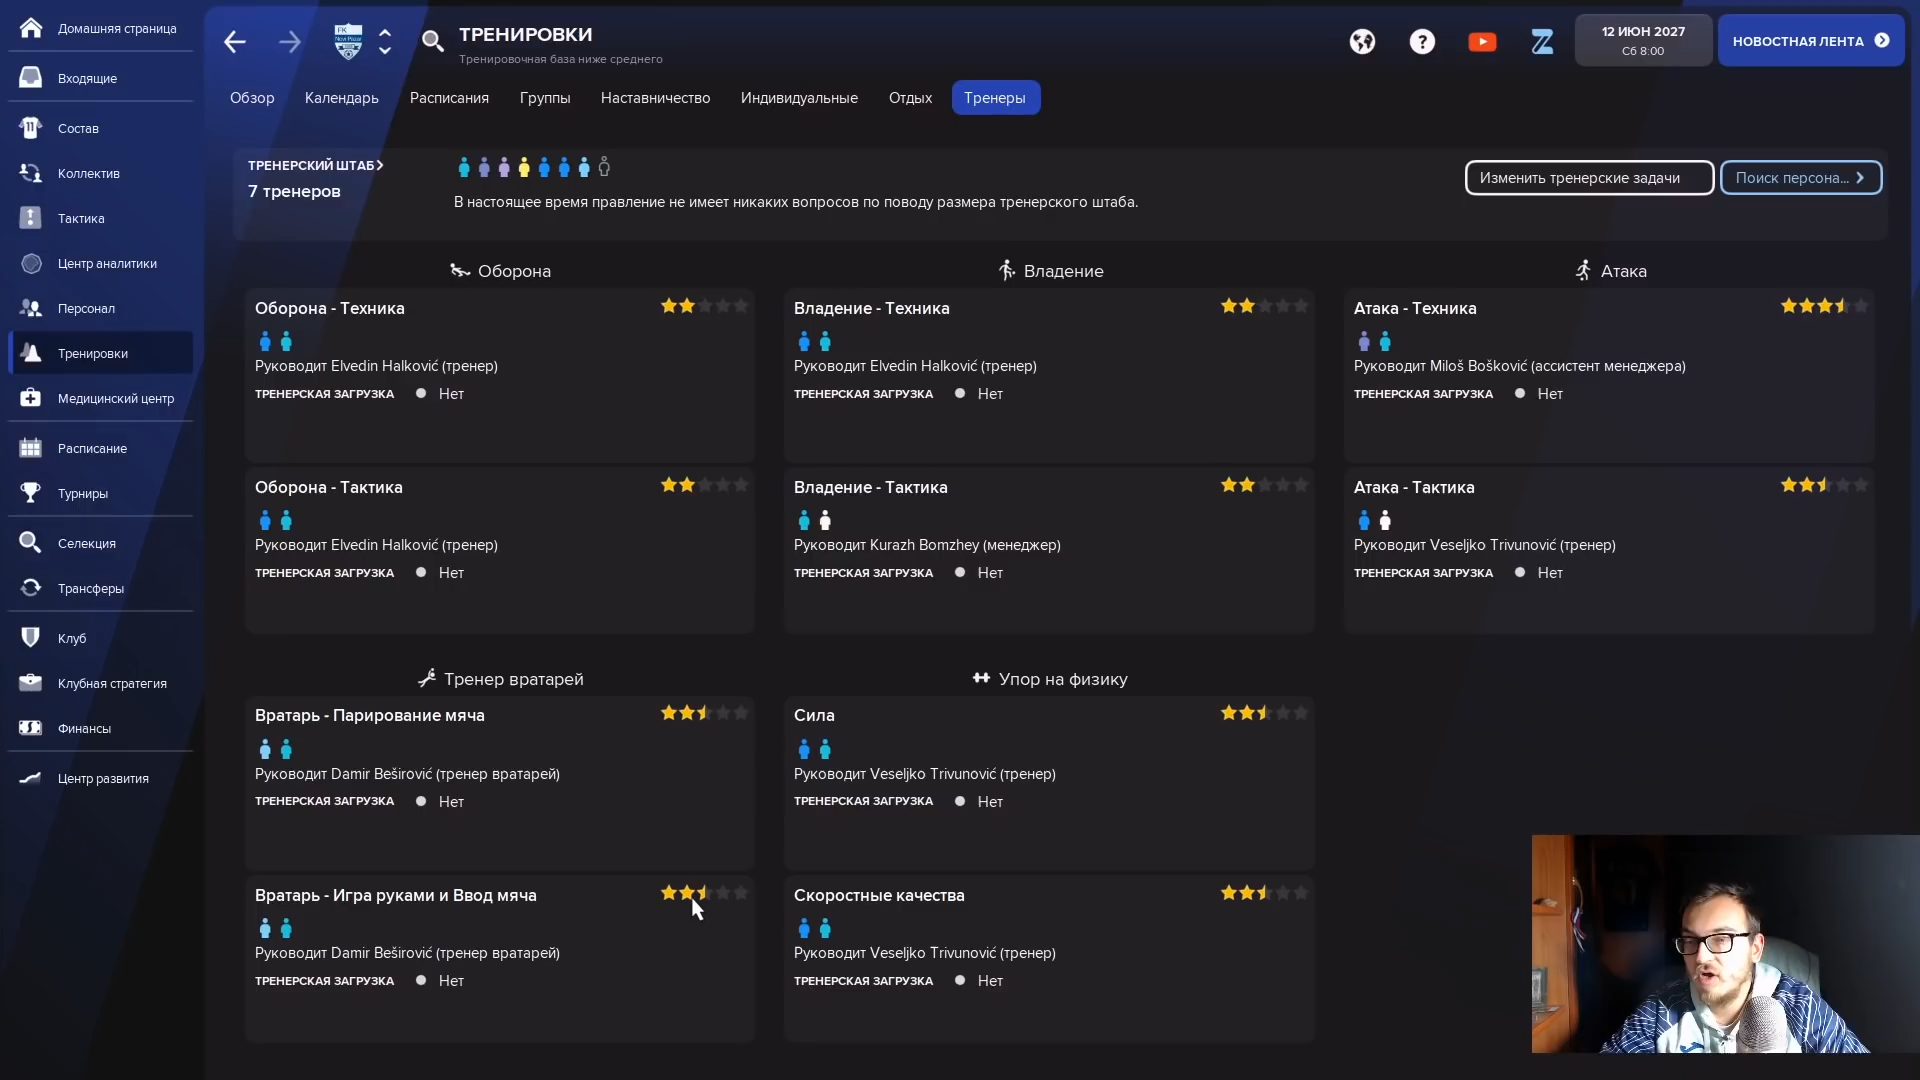 Домашняя страница
Входящие
Состав
Коллектив
Тактика
Центр аналитики
Персонал
Тренировки
Медицинский центр
Расписание
Турниры
Селекция
Трансферы
Клуб
Клубная стратегия
Финансы
Центр развития
FK
Novi Pazar
ТРЕНИРОВКИ
Тренировочная база ниже среднего
12 ИЮН 2027
Сб 8:00
НОВОСТНАЯ ЛЕНТА
Обзор Календарь Расписания Группы Наставничество Индивидуальные Отдых Тренеры
ТРЕНЕРСКИЙ ШТАБ
7 тренеров
В настоящее время правление не имеет никаких вопросов по поводу размера тренерского штаба.
Изменить тренерские задачи
Поиск персона...
Оборона
Владение
Атака
Оборона - Техника
Руководит Elvedin Halković (тренер)
ТРЕНЕРСКАЯ ЗАГРУЗКА Нет
Владение - Техника
Руководит Elvedin Halković (тренер)
ТРЕНЕРСКАЯ ЗАГРУЗКА Нет
Атака - Техника
Руководит Miloš Bošković (ассистент менеджера)
ТРЕНЕРСКАЯ ЗАГРУЗКА Нет
Оборона - Тактика
Руководит Elvedin Halković (тренер)
ТРЕНЕРСКАЯ ЗАГРУЗКА Нет
Владение - Тактика
Руководит Kurazh Bomzhey (менеджер)
ТРЕНЕРСКАЯ ЗАГРУЗКА Нет
Атака - Тактика
Руководит Veseljko Trivunović (тренер)
ТРЕНЕРСКАЯ ЗАГРУЗКА Нет
Тренер вратарей
Упор на физику
Вратарь - Парирование мяча
Руководит Damir Beširović (тренер вратарей)
ТРЕНЕРСКАЯ ЗАГРУЗКА Нет
Сила
Руководит Veseljko Trivunović (тренер)
ТРЕНЕРСКАЯ ЗАГРУЗКА Нет
Вратарь - Игра руками и Ввод мяча
Руководит Damir Beširović (тренер вратарей)
ТРЕНЕРСКАЯ ЗАГРУЗКА Нет
Скоростные качества
Руководит Veseljko Trivunović (тренер)
ТРЕНЕРСКАЯ ЗАГРУЗКА Нет